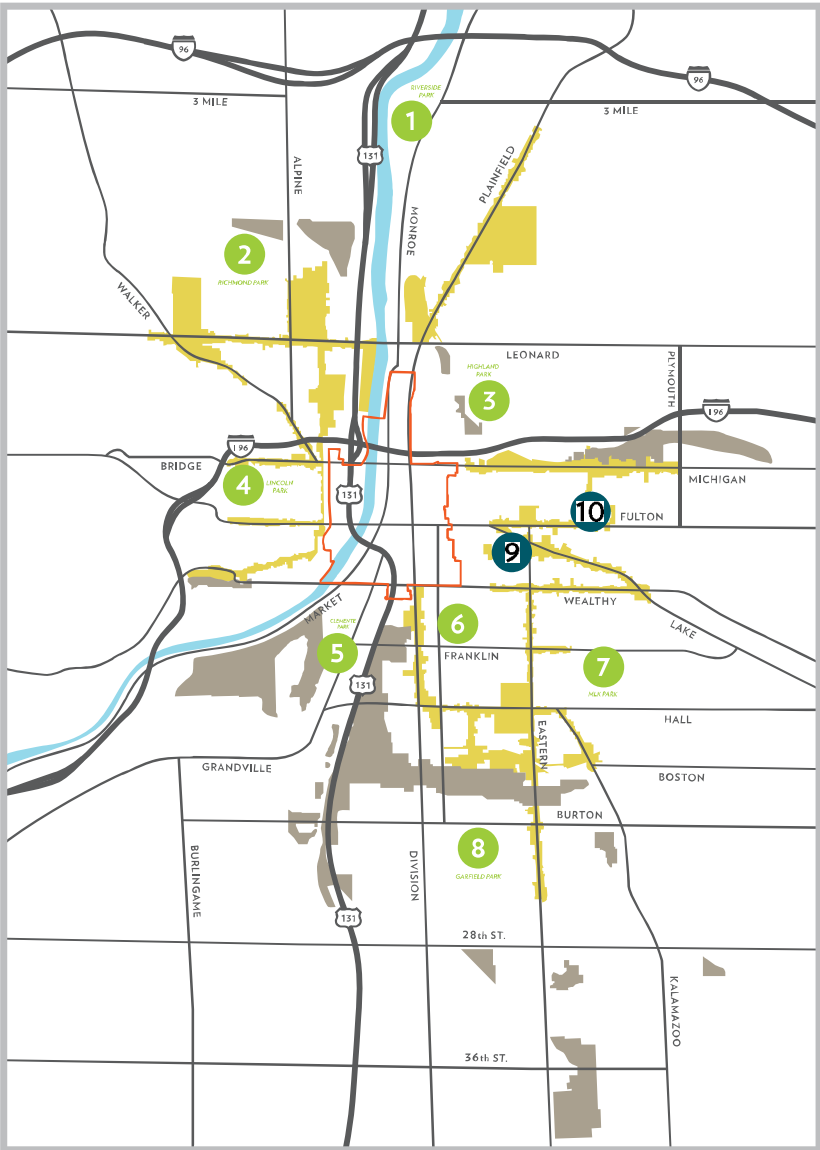 96
96
RIVERSIDE
PARK
3 MILE
3 MILE
1
131
ALPINE
PLAINFIELD
MONROE
2
RICHMOND PARK
WALKER
LEONARD
PLYMOUTH
HIGHLAND
PARK
3
196
196
BRIDGE
MICHIGAN
4
LINCOLN
PARK
131
10
FULTON
9
WEALTHY
MARKET
LAKE
CLEMENTE
PARK
6
5
FRANKLIN
7
MLK PARK
131
HALL
EASTERN
GRANDVILLE
BOSTON
BURTON
BURLINGAME
DIVISION
8
GARFIELD PARK
131
28th ST.
KALAMAZOO
36th ST.